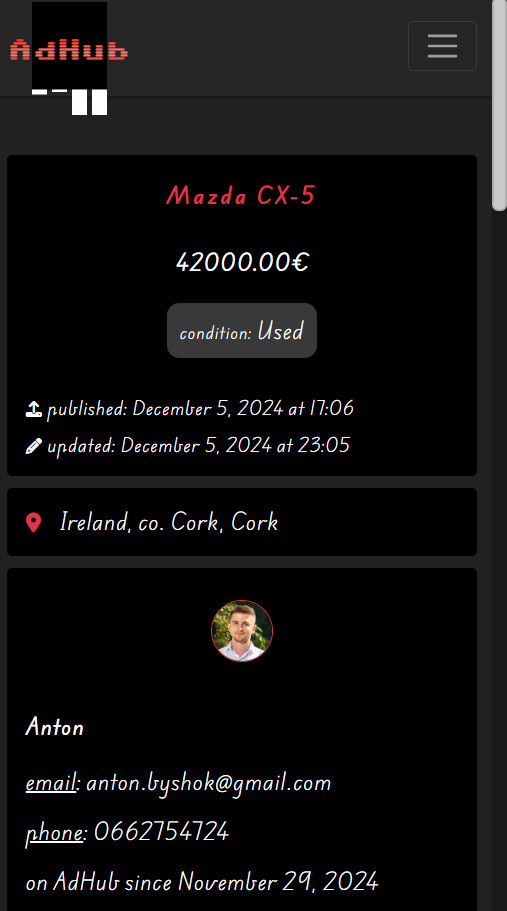 AdHub
Mazda CX-5
42000.00€
condition: Used
published: December 5, 2024 at 17:06
updated: December 5, 2024 at 23:05
Ireland, co. Cork, Cork
Anton
email: anton.byshok@gmail.com
phone: 0662754724
on AdHub since November 29, 2024